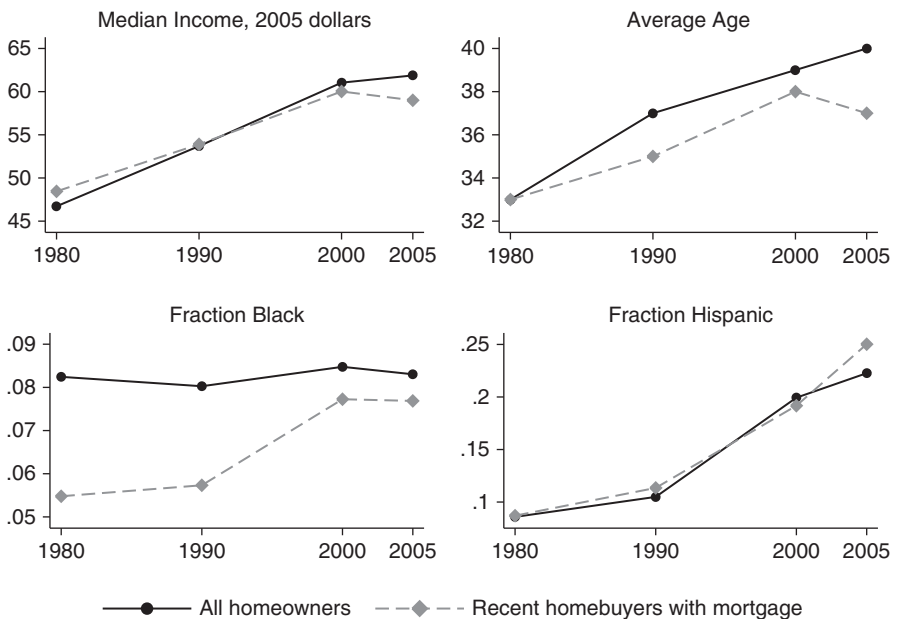 Median Income, 2005 dollars
65
60
55
50
45
1980 1990 2000 2005
Average Age
40
38
36
34
32
1980 1990 2000 2005
Fraction Black
.09
.08
.07
.06
.05
1980 1990 2000 2005
Fraction Hispanic
.25
.2
.15
.1
1980 1990 2000 2005
All homeowners Recent homebuyers with mortgage